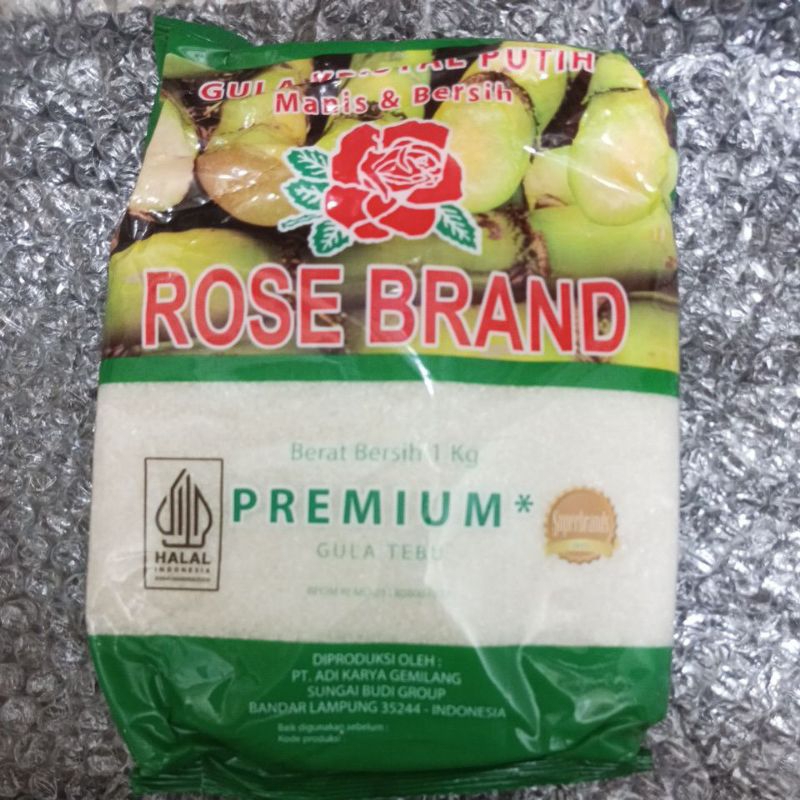 GULA KRISTAL PUTIH
Manis & Bersih
ROSE BRAND
Berat Bersih 1 Kg
PREMIUM*
GULA TEBU
HALAL
INDONESIA
Superbrands
DIPRODUKSI OLEH :
PT. ADI KARYA GEMILANG
SUNGAI BUDI GROUP
BANDAR LAMPUNG 35244 - INDONESIA
Baik digunakan sebelum :
Kode produksi :